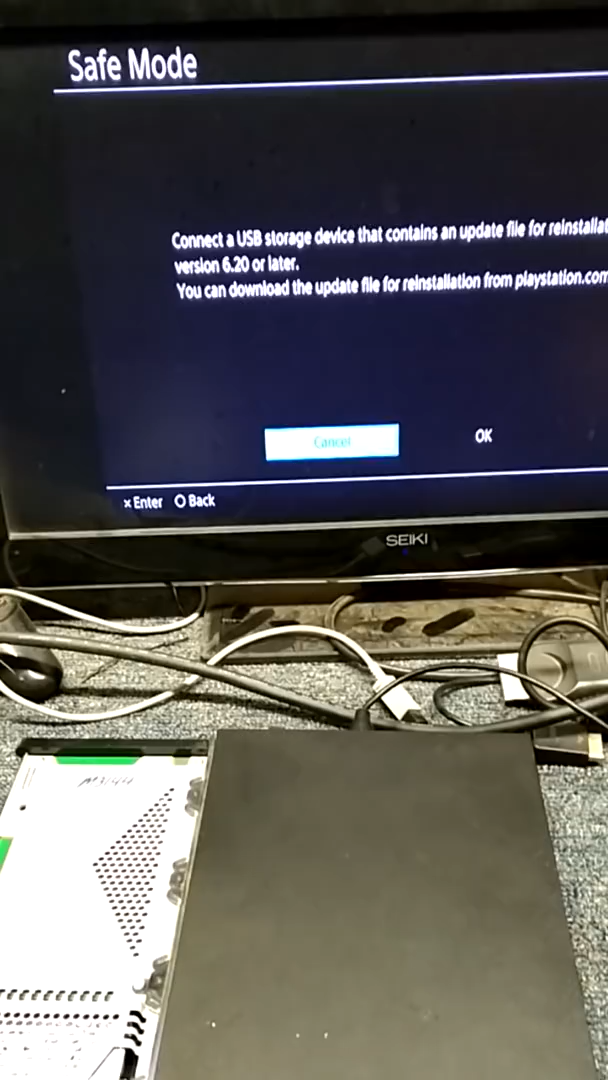 Safe Mode
Connect a USB storage device that contains an update file for reinstallat
version 6.20 or later.
You can download the update file for reinstallation from playstation.com
Cancel
OK
× Enter O Back
SEIKI